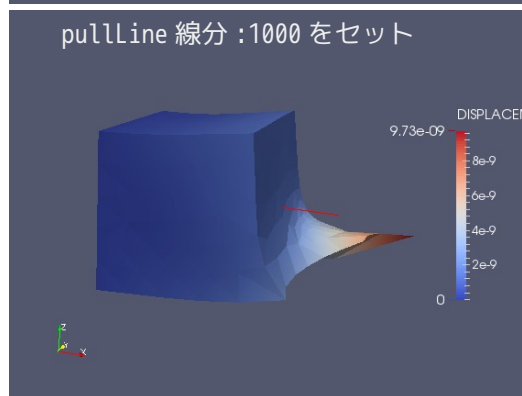 pullLine 線分 :1000 をセット
DISPLACEM
9.73e-09
8e-9
6e-9
4e-9
2e-9
0
Z
Y
X